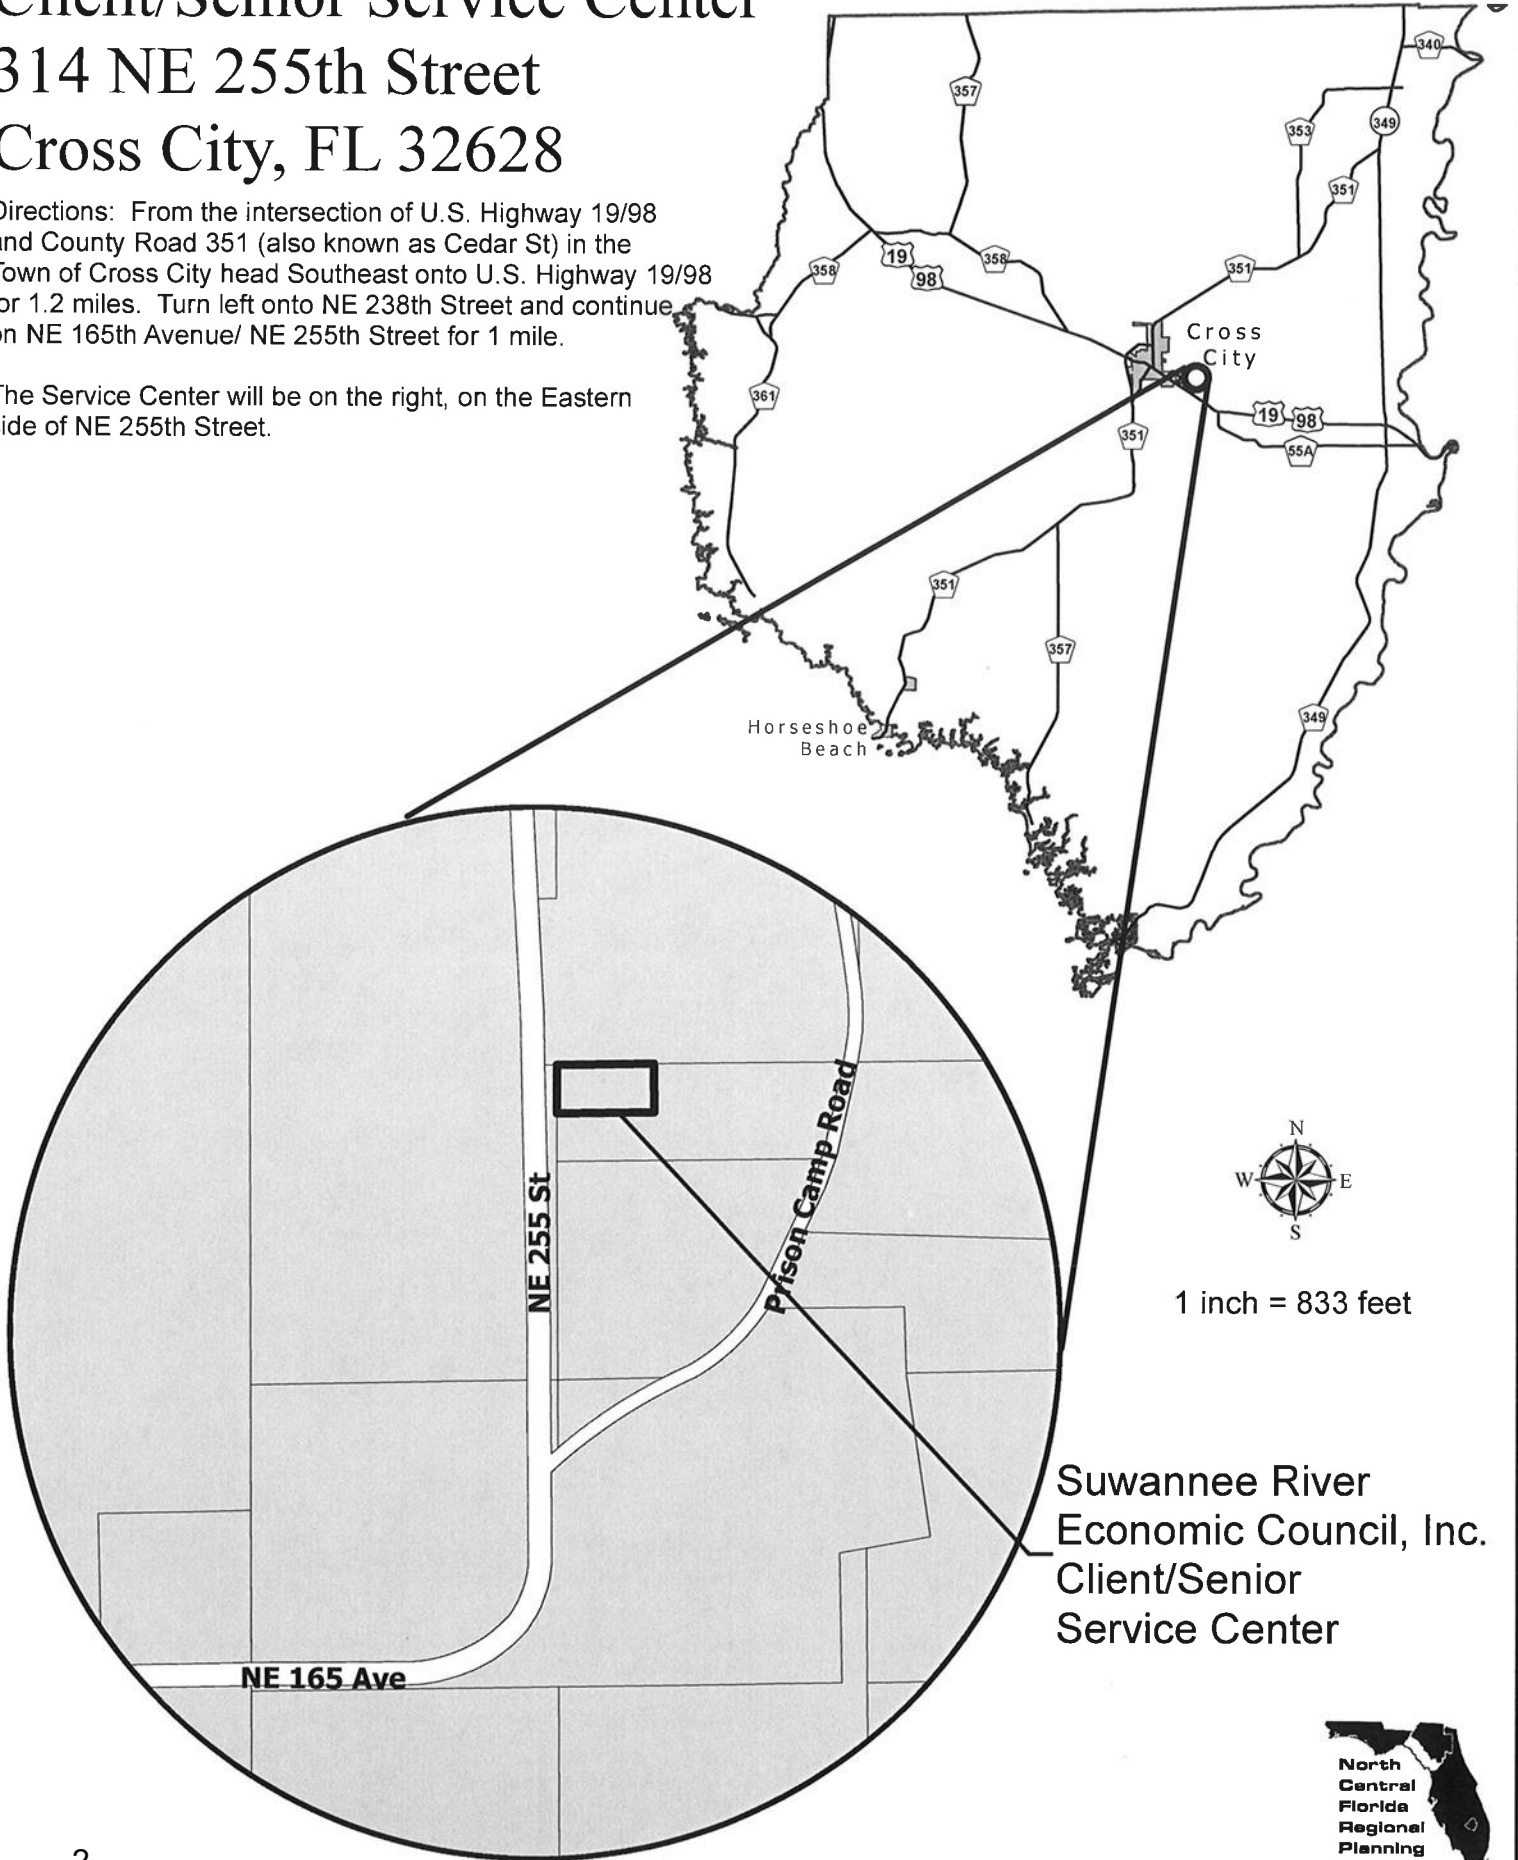 Client/Senior Service Center
314 NE 255th Street
Cross City, FL 32628
Directions: From the intersection of U.S. Highway 19/98
and County Road 351 (also known as Cedar St) in the
Town of Cross City head Southeast onto U.S. Highway 19/98
for 1.2 miles. Turn left onto NE 238th Street and continue
on NE 165th Avenue/ NE 255th Street for 1 mile.
The Service Center will be on the right, on the Eastern
side of NE 255th Street.
340
357
353
349
351
358
19
98
358
351
Cross
City
361
19
98
351
55A
351
357
349
Horseshoe
Beach
NE 255 St
Prison Camp Road
NE 165 Ave
N
W
E
S
1 inch = 833 feet
Suwannee River
Economic Council, Inc.
Client/Senior
Service Center
North
Central
Florida
Regional
Planning